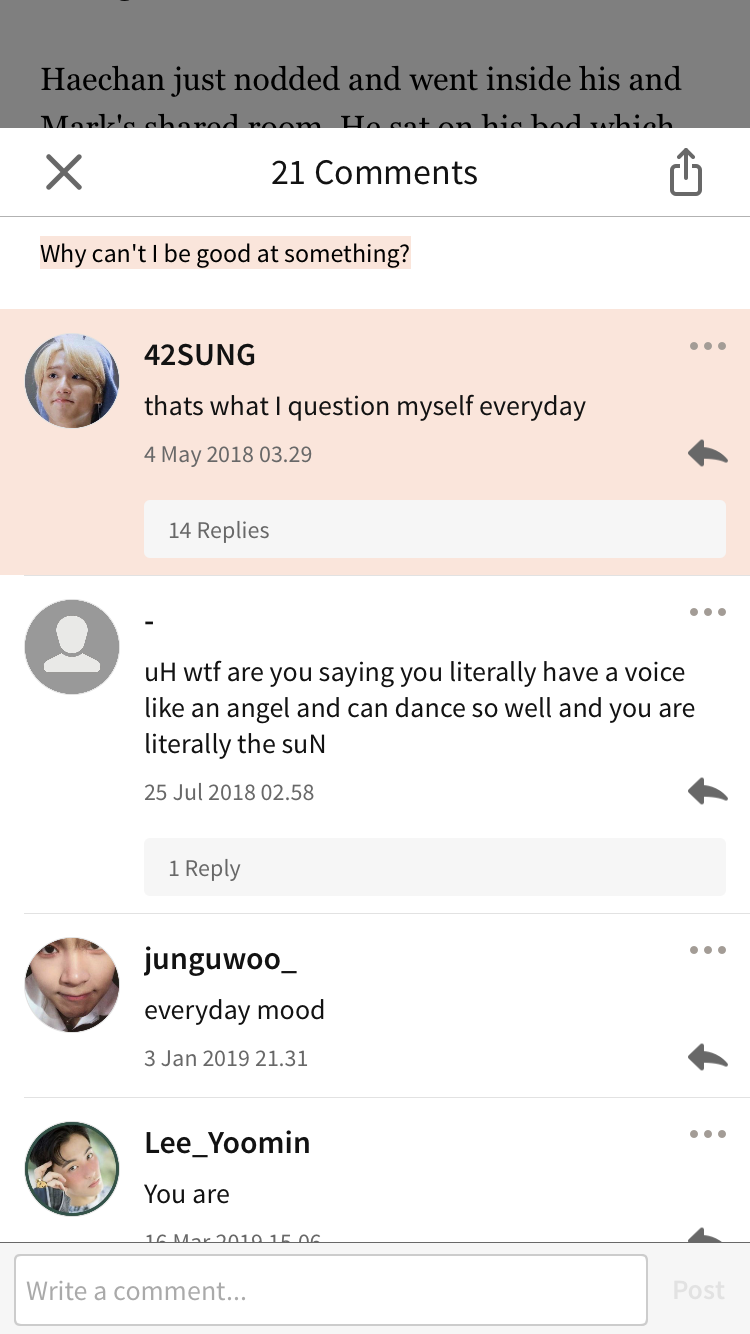 Haechan just nodded and went inside his and
Mark's shared room. He sat on his bed which
21 Comments
Why can't I be good at something?
42SUNG
thats what I question myself everyday
4 May 2018 03.29
14 Replies
-
uH wtf are you saying you literally have a voice
like an angel and can dance so well and you are
literally the suN
25 Jul 2018 02.58
1 Reply
junguwoo_
everyday mood
3 Jan 2019 21.31
Lee_Yoomin
You are
16 Mar 2019 15.06
Write a comment...
Post